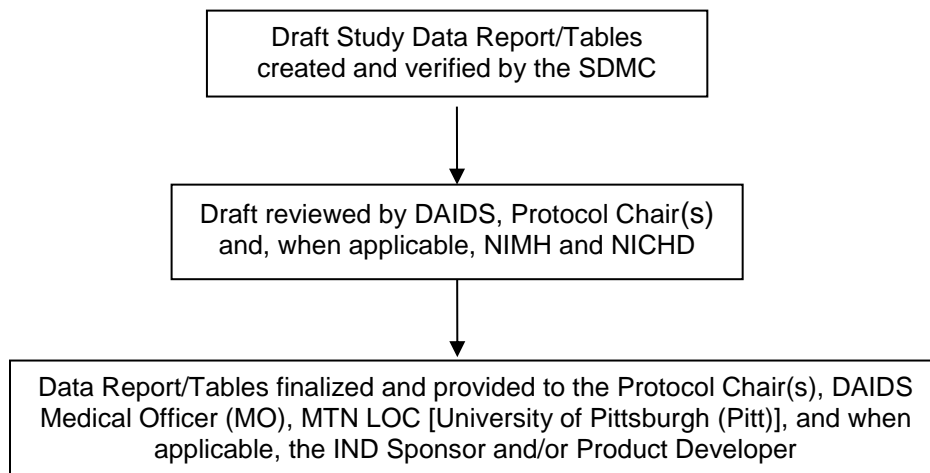 Draft Study Data Report/Tables
created and verified by the SDMC
Draft reviewed by DAIDS, Protocol Chair(s)
and, when applicable, NIMH and NICHD
Data Report/Tables finalized and provided to the Protocol Chair(s), DAIDS
Medical Officer (MO), MTN LOC [University of Pittsburgh (Pitt)], and when
applicable, the IND Sponsor and/or Product Developer